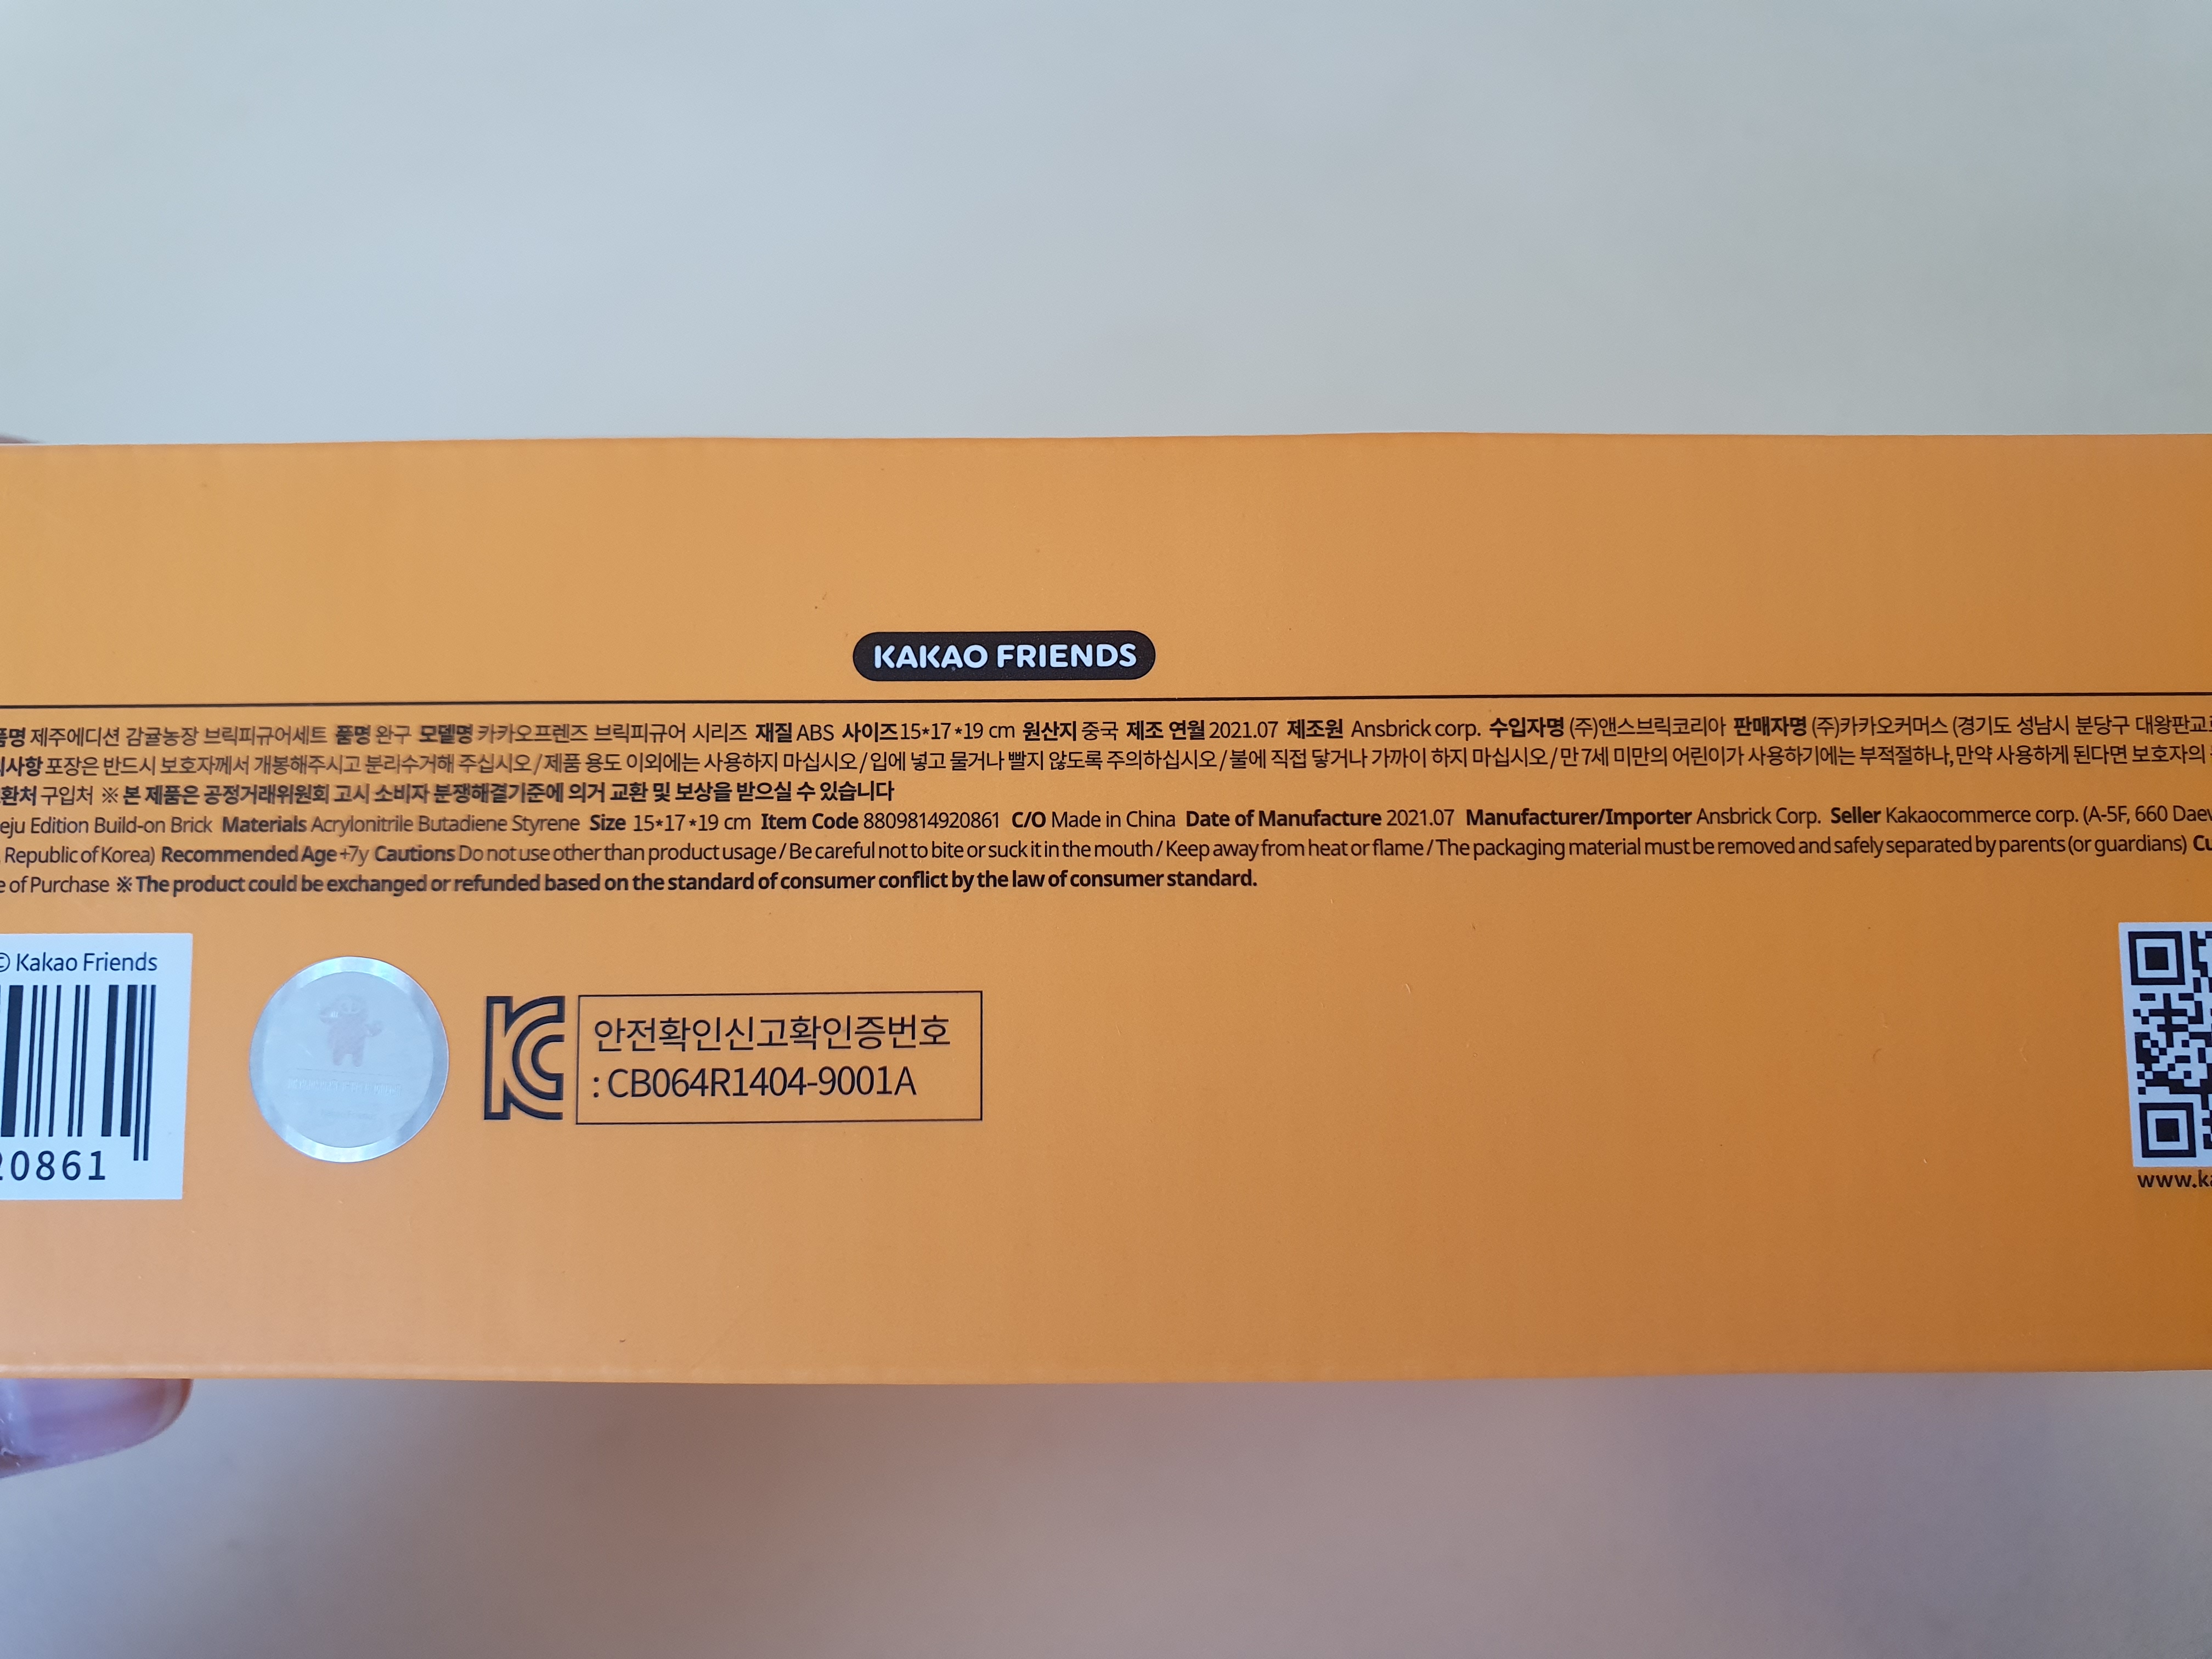 KAKAO FRIENDS
품명 제주에디션 감귤농장 브릭피규어세트 품명 완구 모델명 카카오프렌즈 브릭피규어 시리즈 재질 ABS 사이즈 15*17*19 cm 원산지 중국 제조 연월 2021.07 제조원 Ansbrick corp. 수입자명 (주)앤스브릭코리아 판매자명 (주)카카오커머스 (경기도 성남시 분당구 대왕판교로
사항 포장은 반드시 보호자께서 개봉해주시고 분리수거해 주십시오/제품 용도 이외에는 사용하지 마십시오/입에 넣고 물거나 빨지 않도록 주의하십시오/불에 직접 닿거나 가까이 하지 마십시오/만 7세 미만의 어린이가 사용하기에는 부적절하나, 만약 사용하게 된다면 보호자의
환처 구입처 ※ 본 제품은 공정거래위원회 고시 소비자 분쟁해결기준에 의거 교환 및 보상을 받으실 수 있습니다
eju Edition Build-on Brick Materials Acrylonitrile Butadiene Styrene Size 15*17*19 cm Item Code 8809814920861 C/O Made in China Date of Manufacture 2021.07 Manufacturer/Importer Ansbrick Corp. Seller Kakaocommerce corp. (A-5F, 660 Daew
Republic of Korea) Recommended Age +7y Cautions Do not use other than product usage / Be careful not to bite or suck it in the mouth / Keep away from heat or flame / The packaging material must be removed and safely separated by parents (or guardians) Cu
e of Purchase ※ The product could be exchanged or refunded based on the standard of consumer conflict by the law of consumer standard.
© Kakao Friends
20861
안전확인신고확인증번호
: CB064R1404-9001A
www.ka